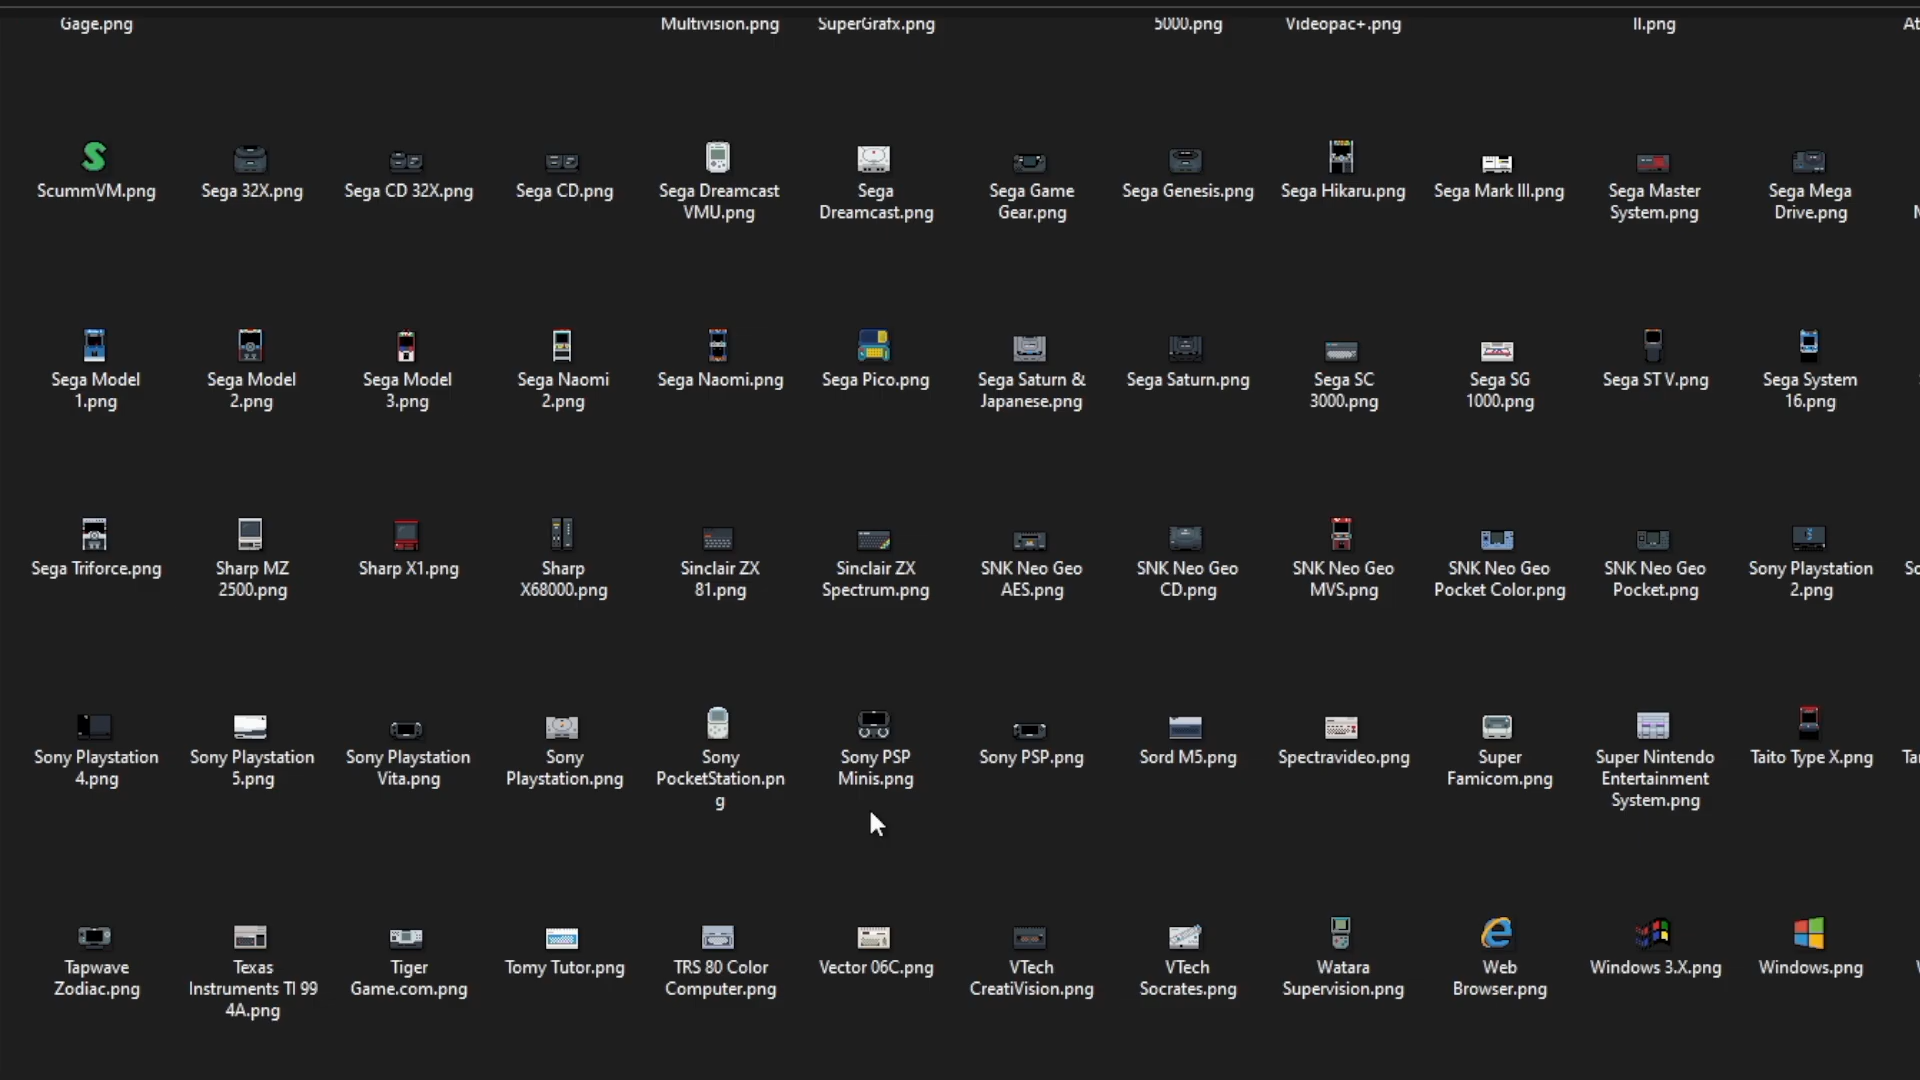 Gage.png
Multivision.png
SuperGrafx.png
5000.png
Videopac+.png
II.png
ScummVM.png
Sega 32X.png
Sega CD 32X.png
Sega CD.png
Sega Dreamcast
VMU.png
Sega
Dreamcast.png
Sega Game
Gear.png
Sega Genesis.png
Sega Hikaru.png
Sega Mark III.png
Sega Master
System.png
Sega Mega
Drive.png
Sega Model
1.png
Sega Model
2.png
Sega Model
3.png
Sega Naomi
2.png
Sega Naomi.png
Sega Pico.png
Sega Saturn &
Japanese.png
Sega Saturn.png
Sega SC
3000.png
Sega SG
1000.png
Sega ST V.png
Sega System
16.png
Sega Triforce.png
Sharp MZ
2500.png
Sharp X1.png
Sharp
X68000.png
Sinclair ZX
81.png
Sinclair ZX
Spectrum.png
SNK Neo Geo
AES.png
SNK Neo Geo
CD.png
SNK Neo Geo
MVS.png
SNK Neo Geo
Pocket Color.png
SNK Neo Geo
Pocket.png
Sony Playstation
2.png
Sony Playstation
4.png
Sony Playstation
5.png
Sony Playstation
Vita.png
Sony
Playstation.png
Sony
PocketStation.pn
g
Sony PSP
Minis.png
Sony PSP.png
Sord M5.png
Spectravideo.png
Super
Famicom.png
Super Nintendo
Entertainment
System.png
Taito Type X.png
Tapwave
Zodiac.png
Texas
Instruments TI 99
4A.png
Tiger
Game.com.png
Tomy Tutor.png
TRS 80 Color
Computer.png
Vector 06C.png
VTech
CreatiVision.png
VTech
Socrates.png
Watara
Supervision.png
Web
Browser.png
Windows 3.X.png
Windows.png